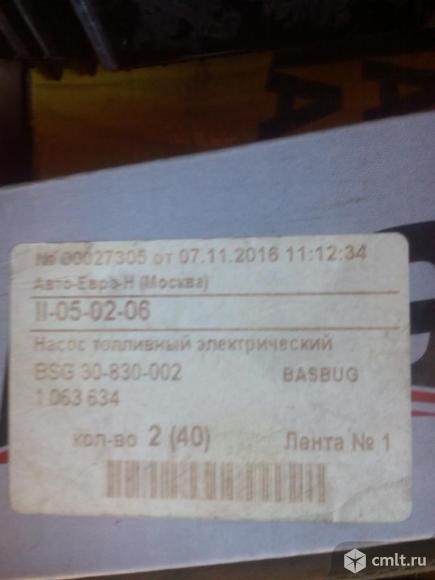 № 00027305 от 07.11.2016 11:12:34
Авто-Евро-Н (Москва)
II-05-02-06
Насос топливный электрический
BSG 30-830-002 BASBUG
1 063 634
кол-во 2 (40) Лента № 1
cmlt.ru